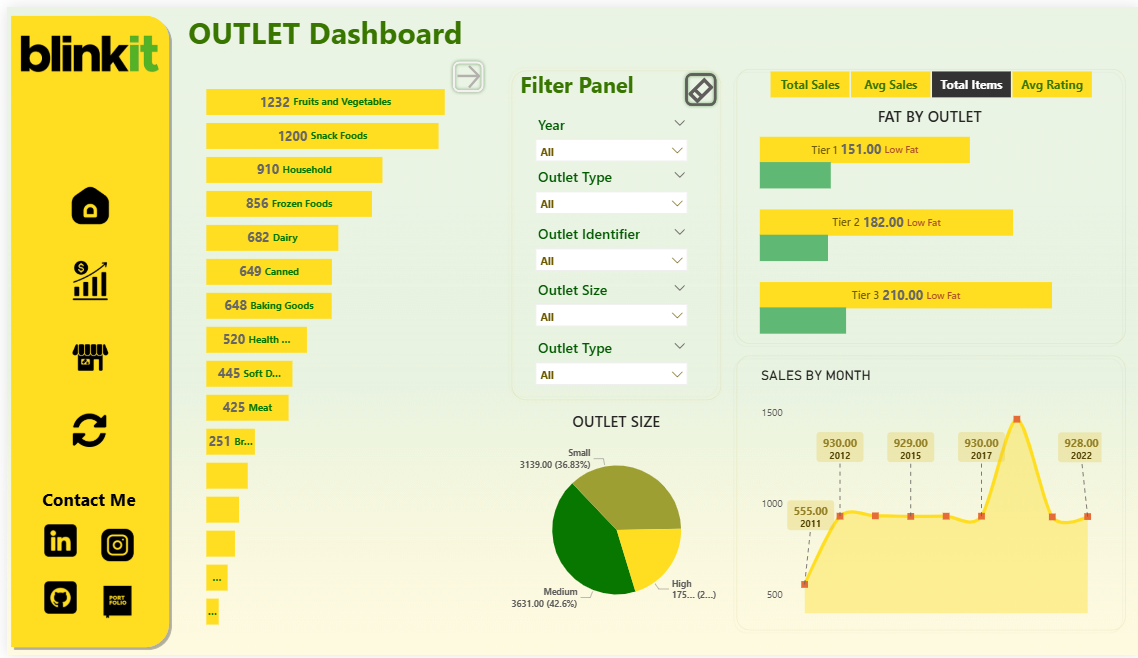 blinkit
OUTLET Dashboard
Contact Me
PORT
FOLIO
1232 Fruits and Vegetables
1200 Snack Foods
910 Household
856 Frozen Foods
682 Dairy
649 Canned
648 Baking Goods
520 Health ...
445 Soft D...
425 Meat
251 Br...
...
...
Filter Panel
Year
All
Outlet Type
All
Outlet Identifier
All
Outlet Size
All
Outlet Type
All
OUTLET SIZE
Small
3139.00 (36.83%)
Medium
3631.00 (42.6%)
High
175... (2...)
Total Sales
Avg Sales
Total Items
Avg Rating
FAT BY OUTLET
Tier 1 151.00 Low Fat
Tier 2 182.00 Low Fat
Tier 3 210.00 Low Fat
SALES BY MONTH
1500
1000
500
555.00
2011
930.00
2012
929.00
2015
930.00
2017
928.00
2022